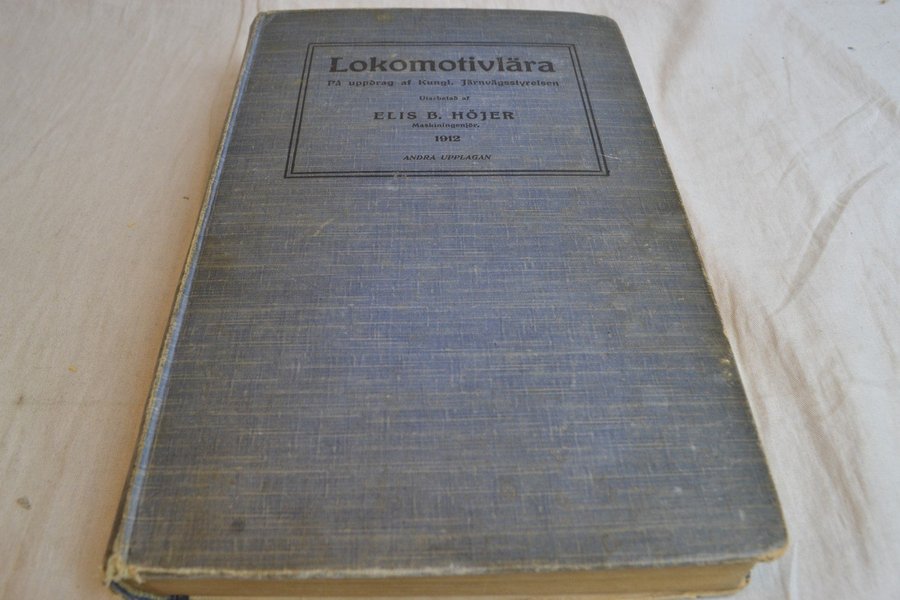 Lokomotivlära
På uppdrag af Kungl. Järnvägsstyrelsen
Utarbetad af
ELIS B. HÖJER
Maskiningenjör.
1912
ANDRA UPPLAGAN